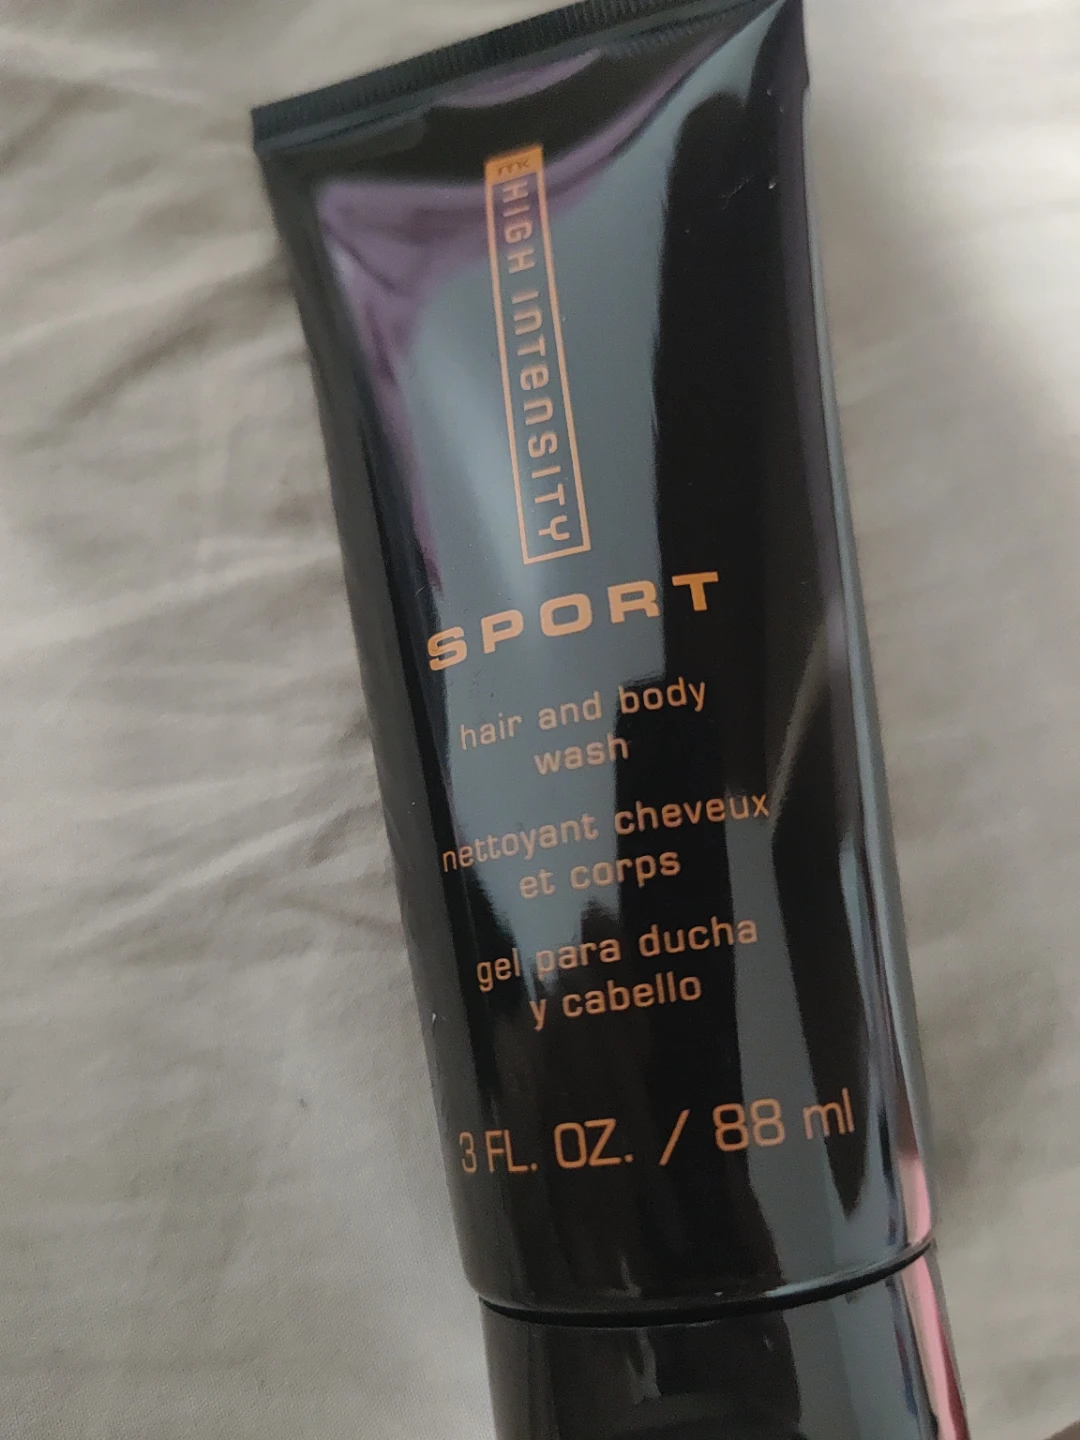 mk HIGH INTENSITY
SPORT
hair and body
wash
nettoyant cheveux
et corps
gel para ducha
y cabello
3 FL. OZ. / 88 ml